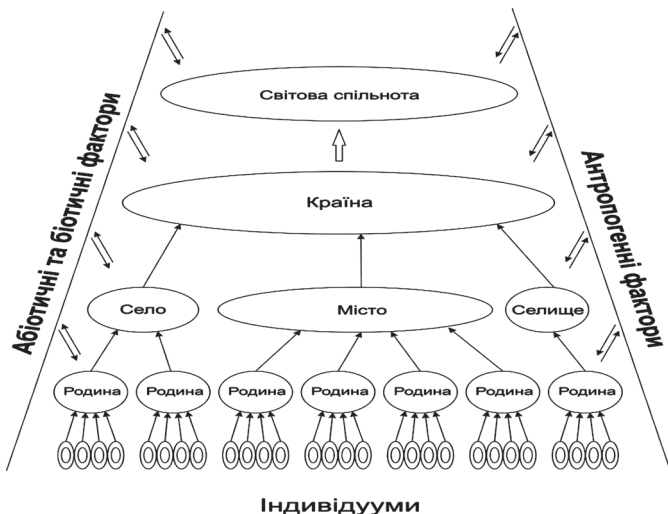 Світова спільнота
Абіотичні та біотичні фактори
Антропогенні фактори
Країна
Село
Місто
Селище
Родина
Родина
Родина
Родина
Родина
Родина
Родина
Індивідууми